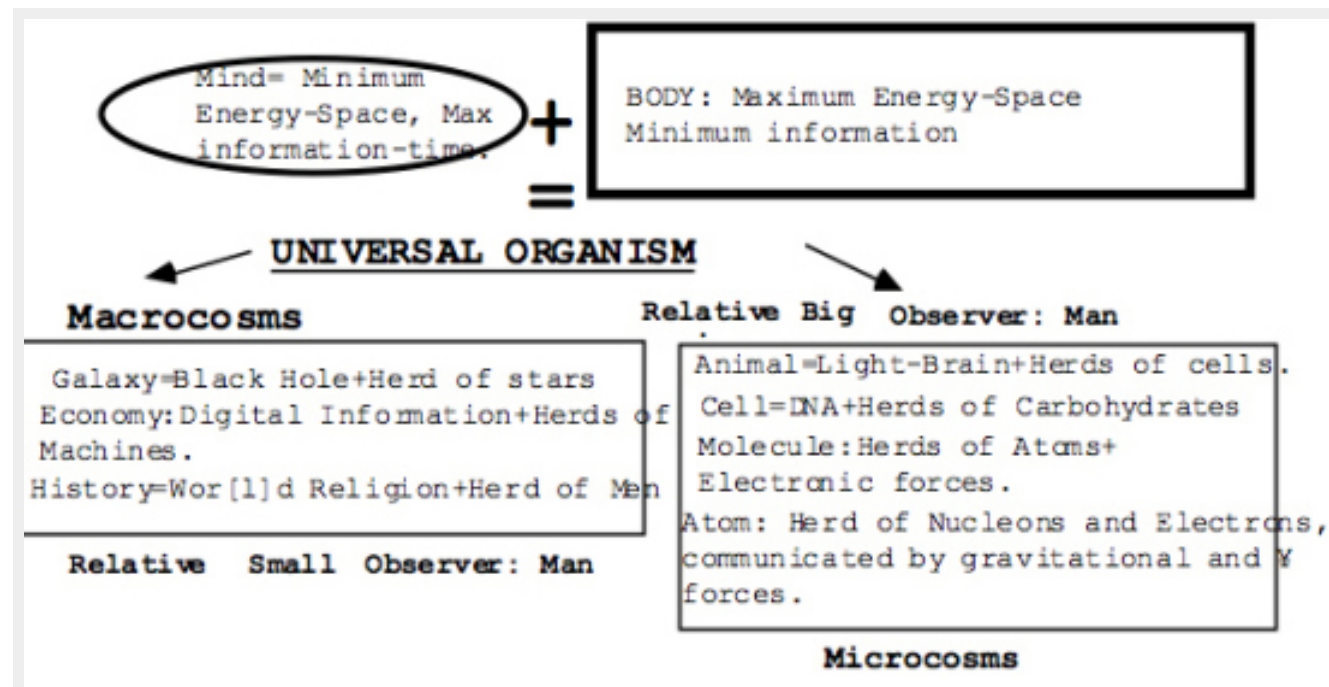 Mind= Minimum
Energy-Space, Max
information-time.
+
BODY: Maximum Energy-Space
Minimum information
=
UNIVERSAL ORGANISM
Macrocosms
Galaxy=Black Hole+Herd of stars
Economy:Digital Information+Herds of
Machines.
History=Wor[l]d Religion+Herd of Men
Relative Small Observer: Man
Relative Big Observer: Man
Animal=Light-Brain+Herds of cells.
Cell=DNA+Herds of Carbohydrates
Molecule:Herds of Atoms+
Electronic forces.
Atom: Herd of Nucleons and Electrons,
communicated by gravitational and ¥
forces.
Microcosms